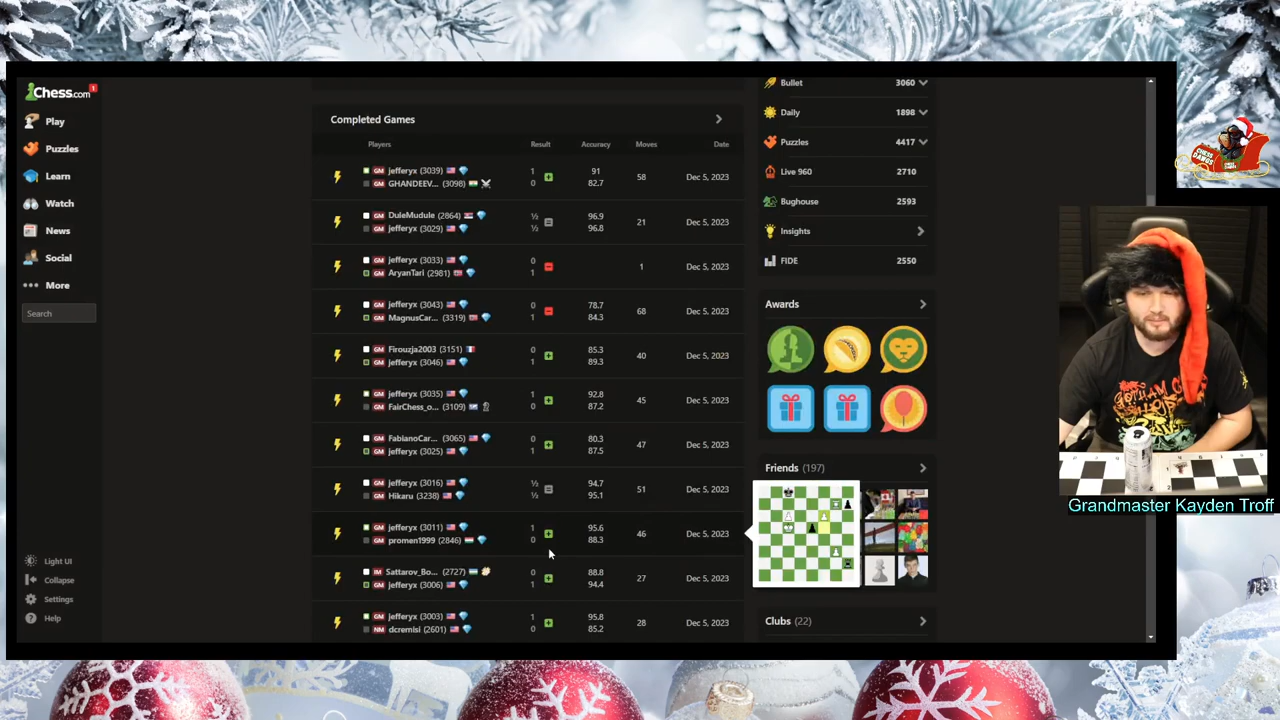 Chess.com
1
Play
Puzzles
Learn
Watch
News
Social
More
Search
Light UI
Collapse
Settings
Help
Completed Games
Players Result Accuracy Moves Date
GM jefferyx (3039) 1 91
GM GHANDEEV... (3098) 0 82.7
58 Dec 5, 2023
GM DuleMudule (2864) ½ 96.9
GM jefferyx (3029) ½ 96.8
21 Dec 5, 2023
GM jefferyx (3033) 0
GM AryanTari (2981) 1
1 Dec 5, 2023
GM jefferyx (3043) 0 78.7
GM MagnusCar... (3319) 1 84.3
68 Dec 5, 2023
GM Firouzja2003 (3151) 0 85.3
GM jefferyx (3046) 1 89.3
40 Dec 5, 2023
GM jefferyx (3035) 1 92.8
GM FairChess_o... (3109) 0 87.2
45 Dec 5, 2023
GM FabianoCar... (3065) 0 80.3
GM jefferyx (3025) 1 87.5
47 Dec 5, 2023
GM jefferyx (3016) ½ 94.7
GM Hikaru (3238) ½ 95.1
51 Dec 5, 2023
GM jefferyx (3011) 1 95.6
GM promen1999 (2846) 0 88.3
46 Dec 5, 2023
IM Sattarov_Bo... (2727) 0 88.8
GM jefferyx (3006) 1 94.4
27 Dec 5, 2023
GM jefferyx (3003) 1 95.8
NM dcremisi (2601) 0 85.2
28 Dec 5, 2023
Bullet 3060
Daily 1898
Puzzles 4417
Live 960 2710
Bughouse 2593
Insights
FIDE 2550
Awards
Friends (197)
Clubs (22)
Grandmaster Kayden Troff